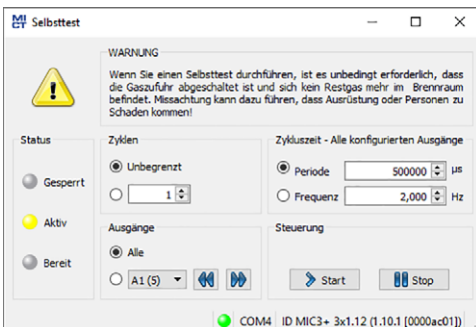 MICT Selbsttest
WARNUNG
Wenn Sie einen Selbsttest durchführen, ist es unbedingt erforderlich, dass
die Gaszufuhr abgeschaltet ist und sich kein Restgas mehr im Brennraum
befindet. Missachtung kann dazu führen, dass Ausrüstung oder Personen zu
Schaden kommen!
Status
Gesperrt
Aktiv
Bereit
Zyklen
Unbegrenzt
1
Zykluszeit - Alle konfigurierten Ausgänge
Periode 500000 µs
Frequenz 2,000 Hz
Ausgänge
Alle
A1 (5)
Steuerung
Start Stop
COM4 ID MIC3+ 3x1.12 (1.10.1 [0000ac01])